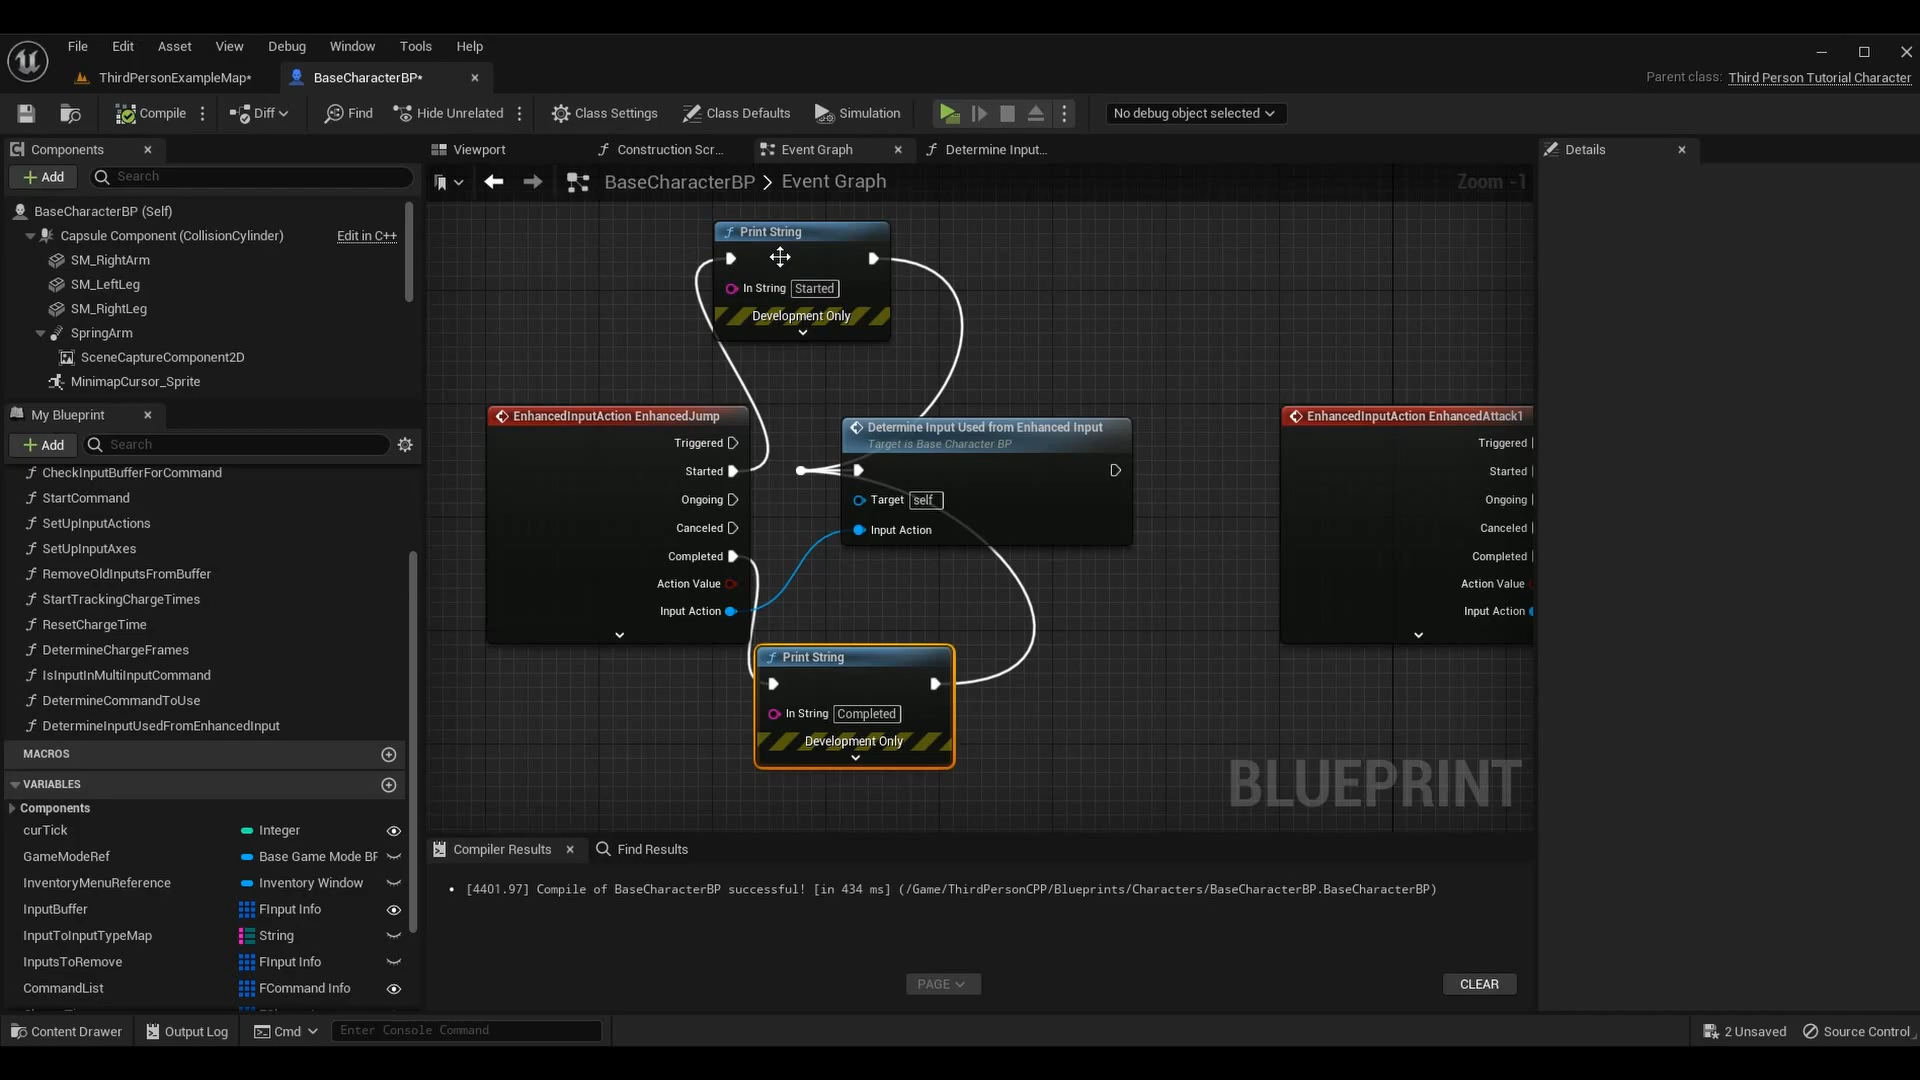 File Edit Asset View Debug Window Tools Help
ThirdPersonExampleMap* BaseCharacterBP*
Parent class: Third Person Tutorial Character
Compile Diff Find Hide Unrelated Class Settings Class Defaults Simulation No debug object selected
Components
Add Search
BaseCharacterBP (Self)
Capsule Component (CollisionCylinder) Edit in C++
SM_RightArm
SM_LeftLeg
SM_RightLeg
SpringArm
SceneCaptureComponent2D
MinimapCursor_Sprite
My Blueprint
Add Search
CheckInputBufferForCommand
StartCommand
SetUpInputActions
SetUpInputAxes
RemoveOldInputsFromBuffer
StartTrackingChargeTimes
ResetChargeTime
DetermineChargeFrames
IsInputInMultiInputCommand
DetermineCommandToUse
DetermineInputUsedFromEnhancedInput
MACROS
VARIABLES
Components
curTick Integer
GameModeRef Base Game Mode BP
InventoryMenuReference Inventory Window
InputBuffer FInput Info
InputToInputTypeMap String
InputsToRemove FInput Info
CommandList FCommand Info
Viewport Construction Scr... Event Graph Determine Input...
BaseCharacterBP > Event Graph Zoom -1
Print String
In String Started
Development Only
EnhancedInputAction EnhancedJump
Triggered
Started
Ongoing
Canceled
Completed
Action Value
Input Action
Determine Input Used from Enhanced Input
Target is Base Character BP
Target self
Input Action
EnhancedInputAction EnhancedAttack1
Triggered
Started
Ongoing
Canceled
Completed
Action Value
Input Action
Print String
In String Completed
Development Only
BLUEPRINT
Compiler Results Find Results
[4401.97] Compile of BaseCharacterBP successful! [in 434 ms] (/Game/ThirdPersonCPP/Blueprints/Characters/BaseCharacterBP.BaseCharacterBP)
PAGE CLEAR
Details
Content Drawer Output Log Cmd Enter Console Command 2 Unsaved Source Control